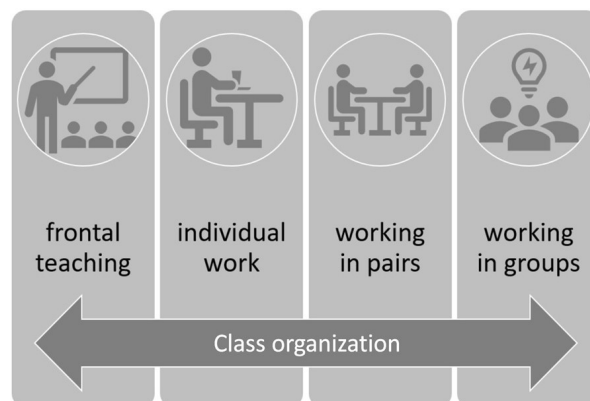 frontal
teaching
individual
work
working
in pairs
working
in groups
Class organization